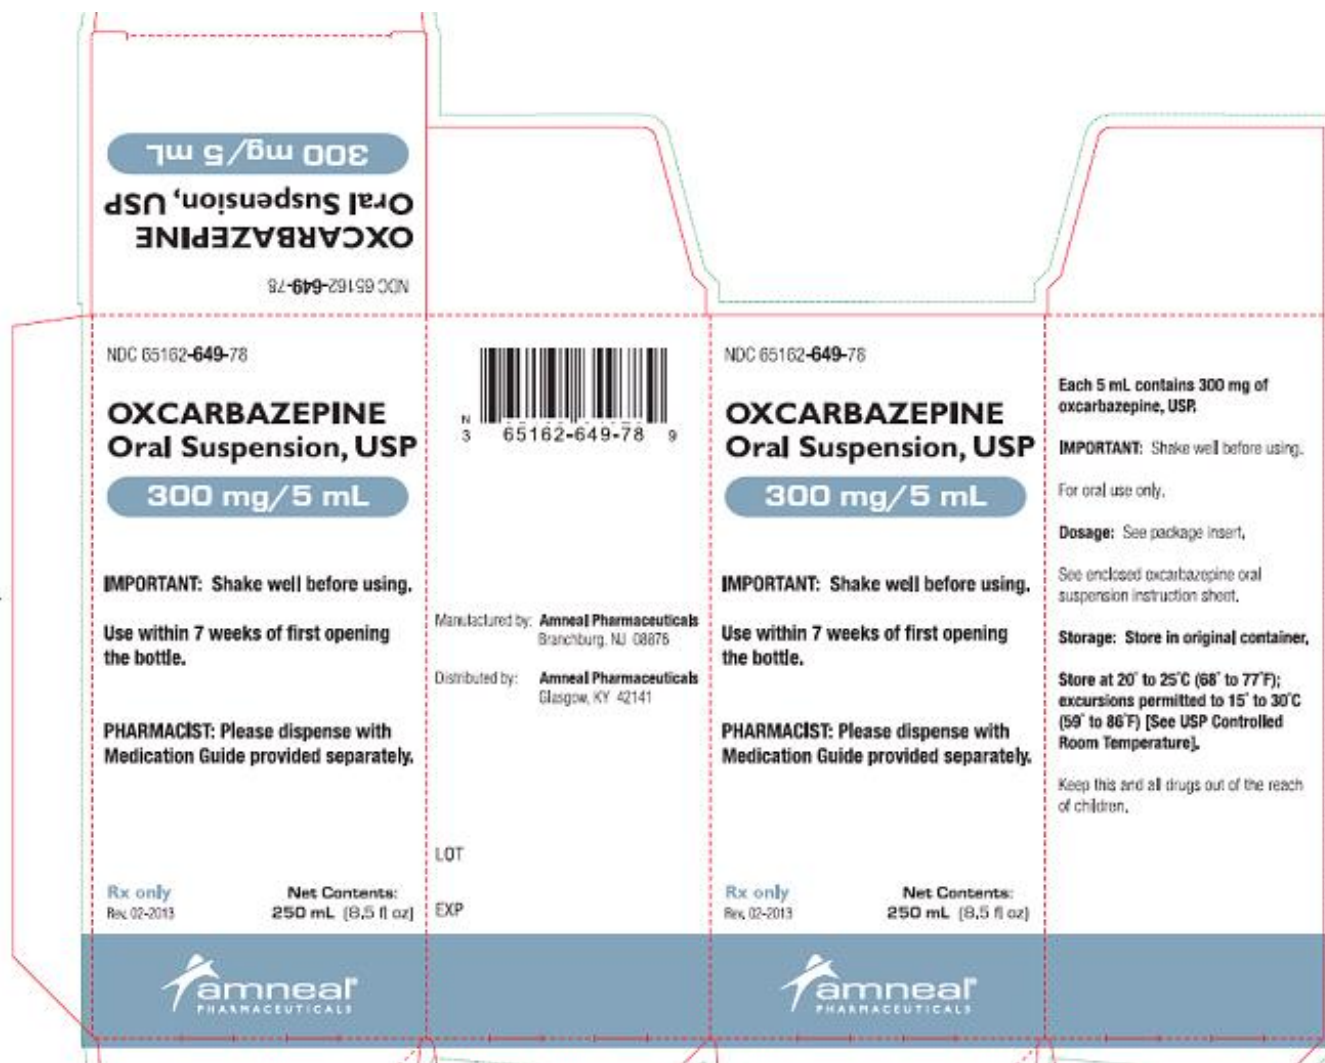 300 mg/5 mL
Oral Suspension, USP
OXCARBAZEPINE
NDC 65162-649-78
NDC 65162-649-78
OXCARBAZEPINE
Oral Suspension, USP
300 mg/5 mL
IMPORTANT: Shake well before using.
Use within 7 weeks of first opening
the bottle.
PHARMACIST: Please dispense with
Medication Guide provided separately.
Rx only
Rev. 02-2013
Net Contents:
250 mL (8.5 fl oz)
amneal
PHARMACEUTICALS
N
3 65162-649-78 9
Manufactured by: Amneal Pharmaceuticals
Branchburg, NJ 08876
Distributed by: Amneal Pharmaceuticals
Glasgow, KY 42141
LOT
EXP
NDC 65162-649-78
OXCARBAZEPINE
Oral Suspension, USP
300 mg/5 mL
IMPORTANT: Shake well before using.
Use within 7 weeks of first opening
the bottle.
PHARMACIST: Please dispense with
Medication Guide provided separately.
Rx only
Rev. 02-2013
Net Contents:
250 mL (8.5 fl oz)
amneal
PHARMACEUTICALS
Each 5 mL contains 300 mg of
oxcarbazepine, USP.
IMPORTANT: Shake well before using.
For oral use only.
Dosage: See package insert.
See enclosed oxcarbazepine oral
suspension instruction sheet.
Storage: Store in original container.
Store at 20° to 25°C (68° to 77°F);
excursions permitted to 15° to 30°C
(59° to 86°F) [See USP Controlled
Room Temperature].
Keep this and all drugs out of the reach
of children.